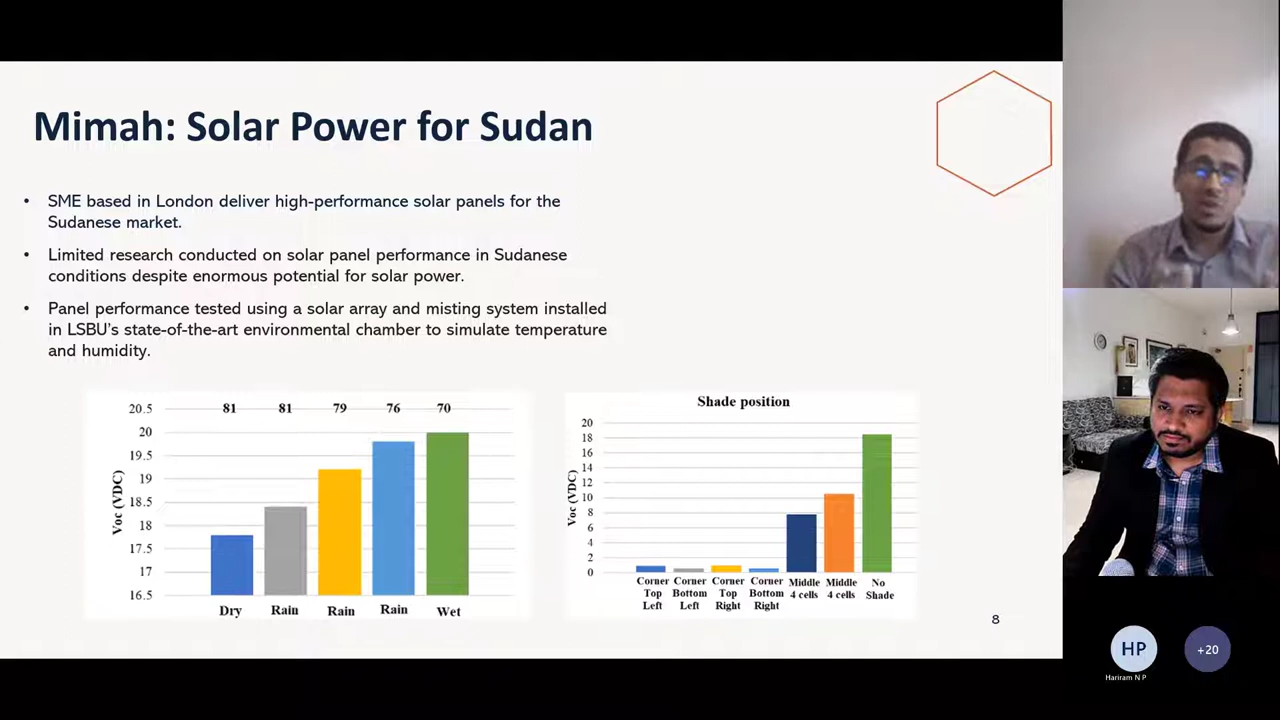 Mimah: Solar Power for Sudan
• SME based in London deliver high-performance solar panels for the
Sudanese market.
• Limited research conducted on solar panel performance in Sudanese
conditions despite enormous potential for solar power.
• Panel performance tested using a solar array and misting system installed
in LSBU's state-of-the-art environmental chamber to simulate temperature
and humidity.
81 81 79 76 70
20.5
20
19.5
19
18.5
18
17.5
17
16.5
Voc (VDC)
Dry Rain Rain Rain Wet
Shade position
20
18
16
14
12
10
8
6
4
2
0
Voc (VDC)
Corner Top Left
Corner Bottom Left
Corner Top Right
Corner Bottom Right
Middle 4 cells
Middle 4 cells
No Shade
8
HP
Hariram N P
+20